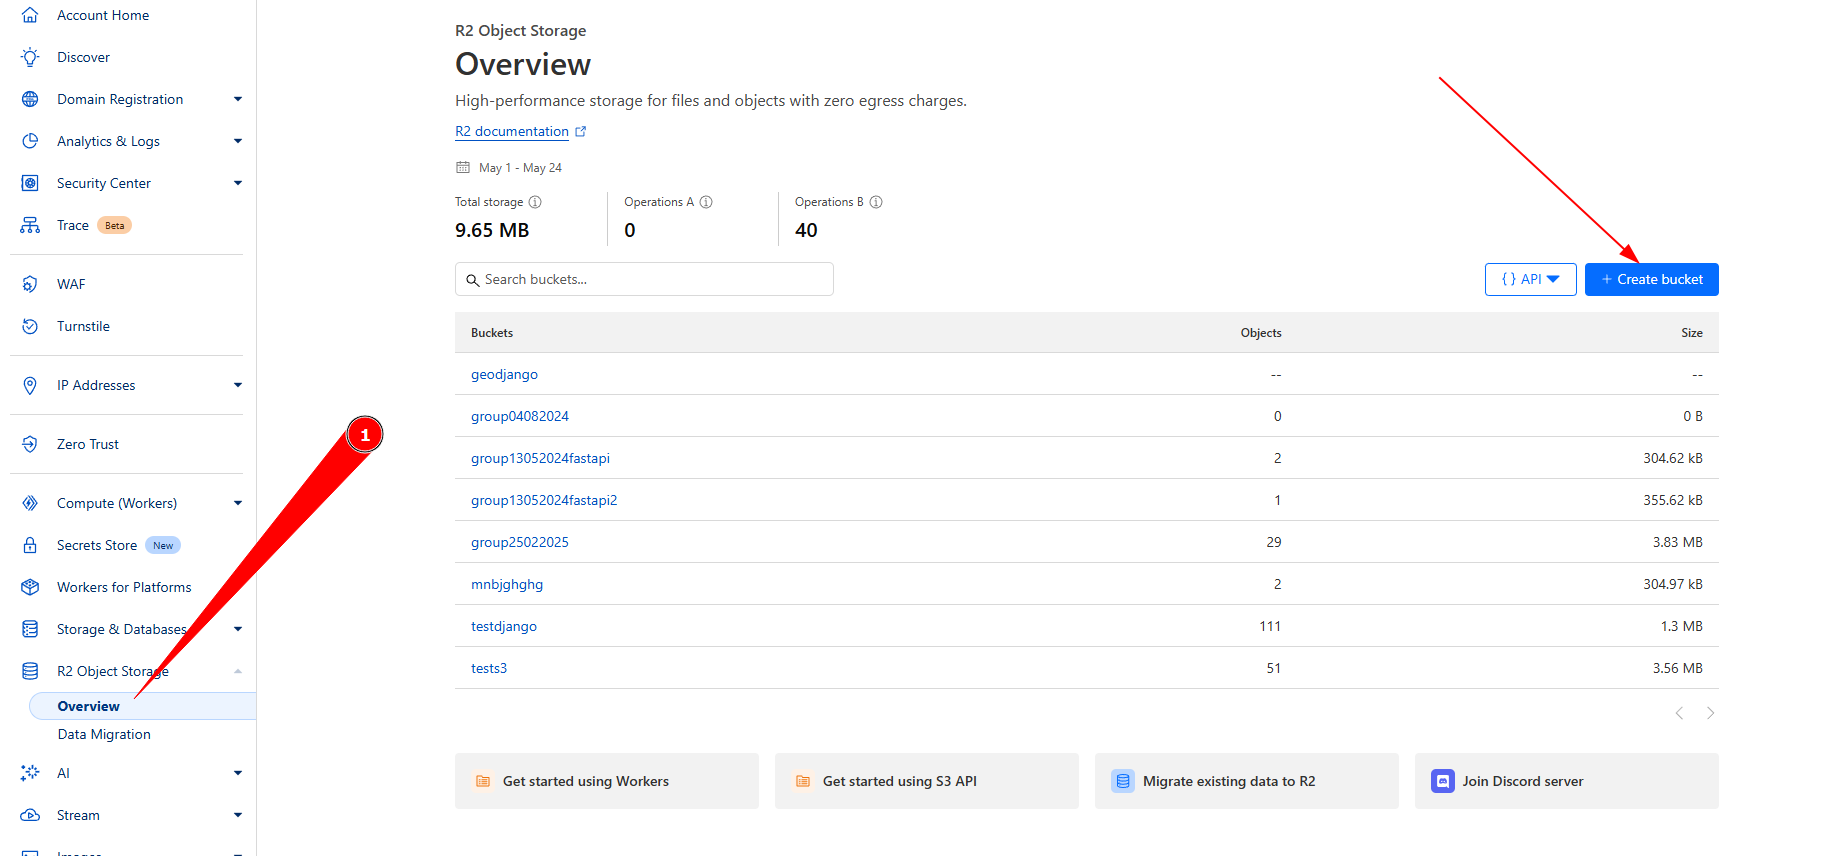 Account Home
Discover
Domain Registration
Analytics & Logs
Security Center
Trace Beta
WAF
Turnstile
IP Addresses
Zero Trust
Compute (Workers)
Secrets Store New
Workers for Platforms
Storage & Databases
R2 Object Storage
Overview
Data Migration
AI
Stream
Images
1
R2 Object Storage
Overview
High-performance storage for files and objects with zero egress charges.
R2 documentation
May 1 - May 24
Total storage Operations A Operations B
9.65 MB 0 40
Search buckets... {} API + Create bucket
Buckets Objects Size
geodjango -- --
group04082024 0 0 B
group13052024fastapi 2 304.62 kB
group13052024fastapi2 1 355.62 kB
group25022025 29 3.83 MB
mnbjghghg 2 304.97 kB
testdjango 111 1.3 MB
tests3 51 3.56 MB
Get started using Workers Get started using S3 API Migrate existing data to R2 Join Discord server